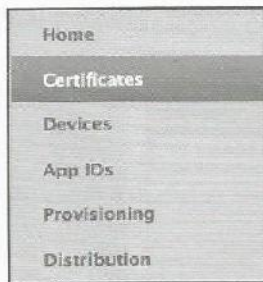 Home
Certificates
Devices
App IDs
Provisioning
Distribution